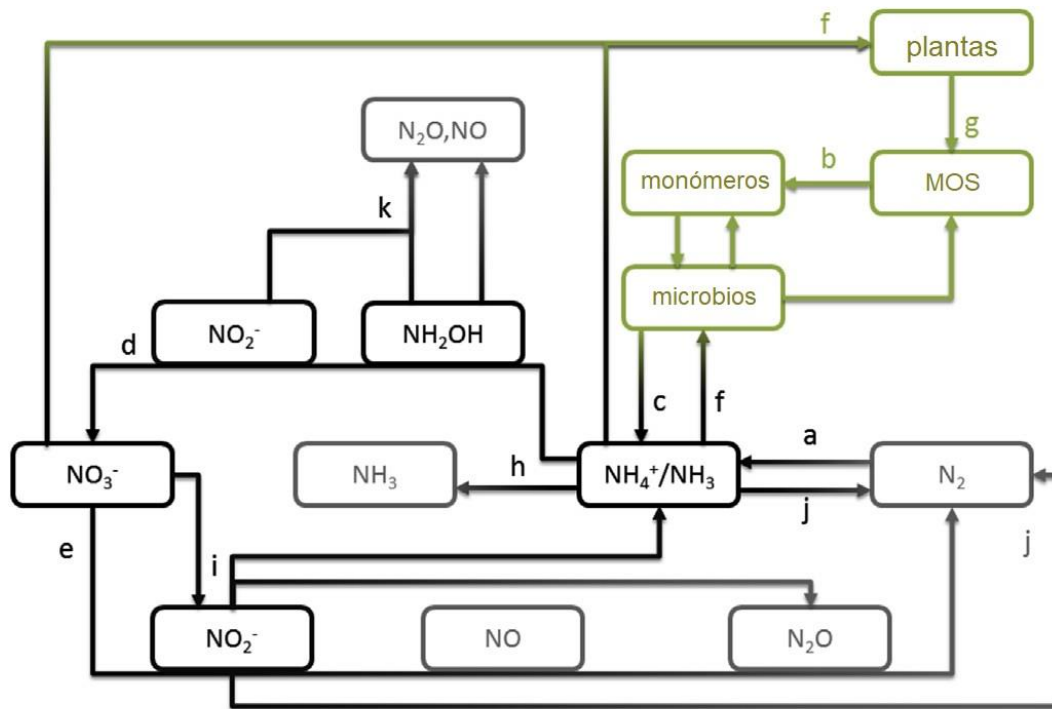 f
plantas
g
N₂O,NO
b
monómeros
MOS
k
microbios
NO₂⁻
NH₂OH
d
c
f
a
NO₃⁻
NH₃
h
NH₄⁺/NH₃
N₂
j
j
e
i
NO₂⁻
NO
N₂O